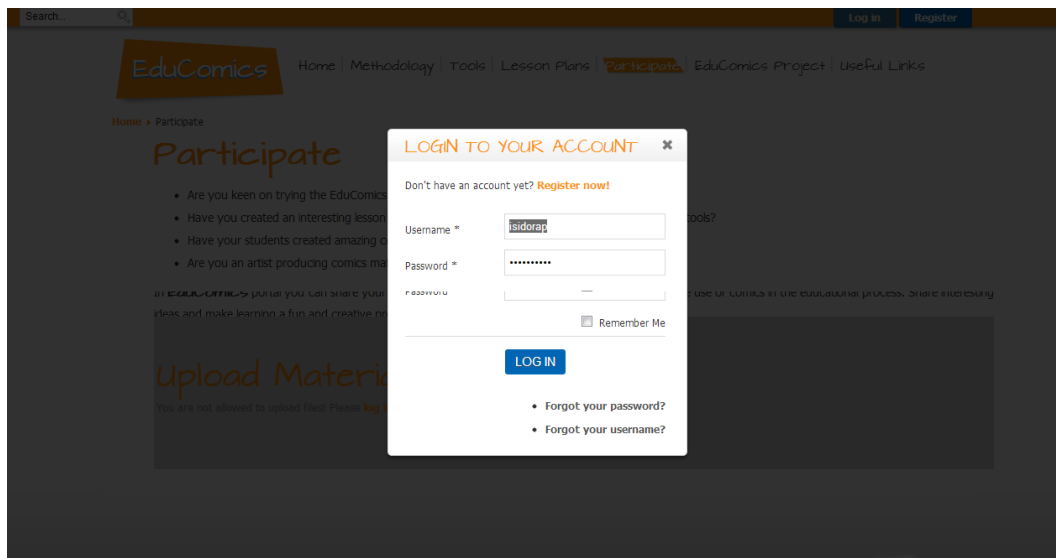 Search...
Log in
Register
EduComics
Home
Methodology
Tools
Lesson Plans
Participate
EduComics Project
Useful Links
Home › Participate
Participate
Are you keen on trying the EduComics
Have you created an interesting lesson
tools?
Have your students created amazing
Are you an artist producing comics
LOGIN TO YOUR ACCOUNT
Don't have an account yet? Register now!
Username *
isidorap
Password *
••••••••••
Password
Remember Me
LOG IN
Forgot your password?
Forgot your username?
In EduComics portal you can share your
use of comics in the educational process. Share interesting
ideas and make learning a fun and creative
Upload
You are not allowed to upload files! Please log